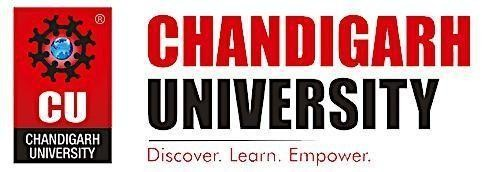 ®
CU
CHANDIGARH
UNIVERSITY
CHANDIGARH
UNIVERSITY
Discover. Learn. Empower.